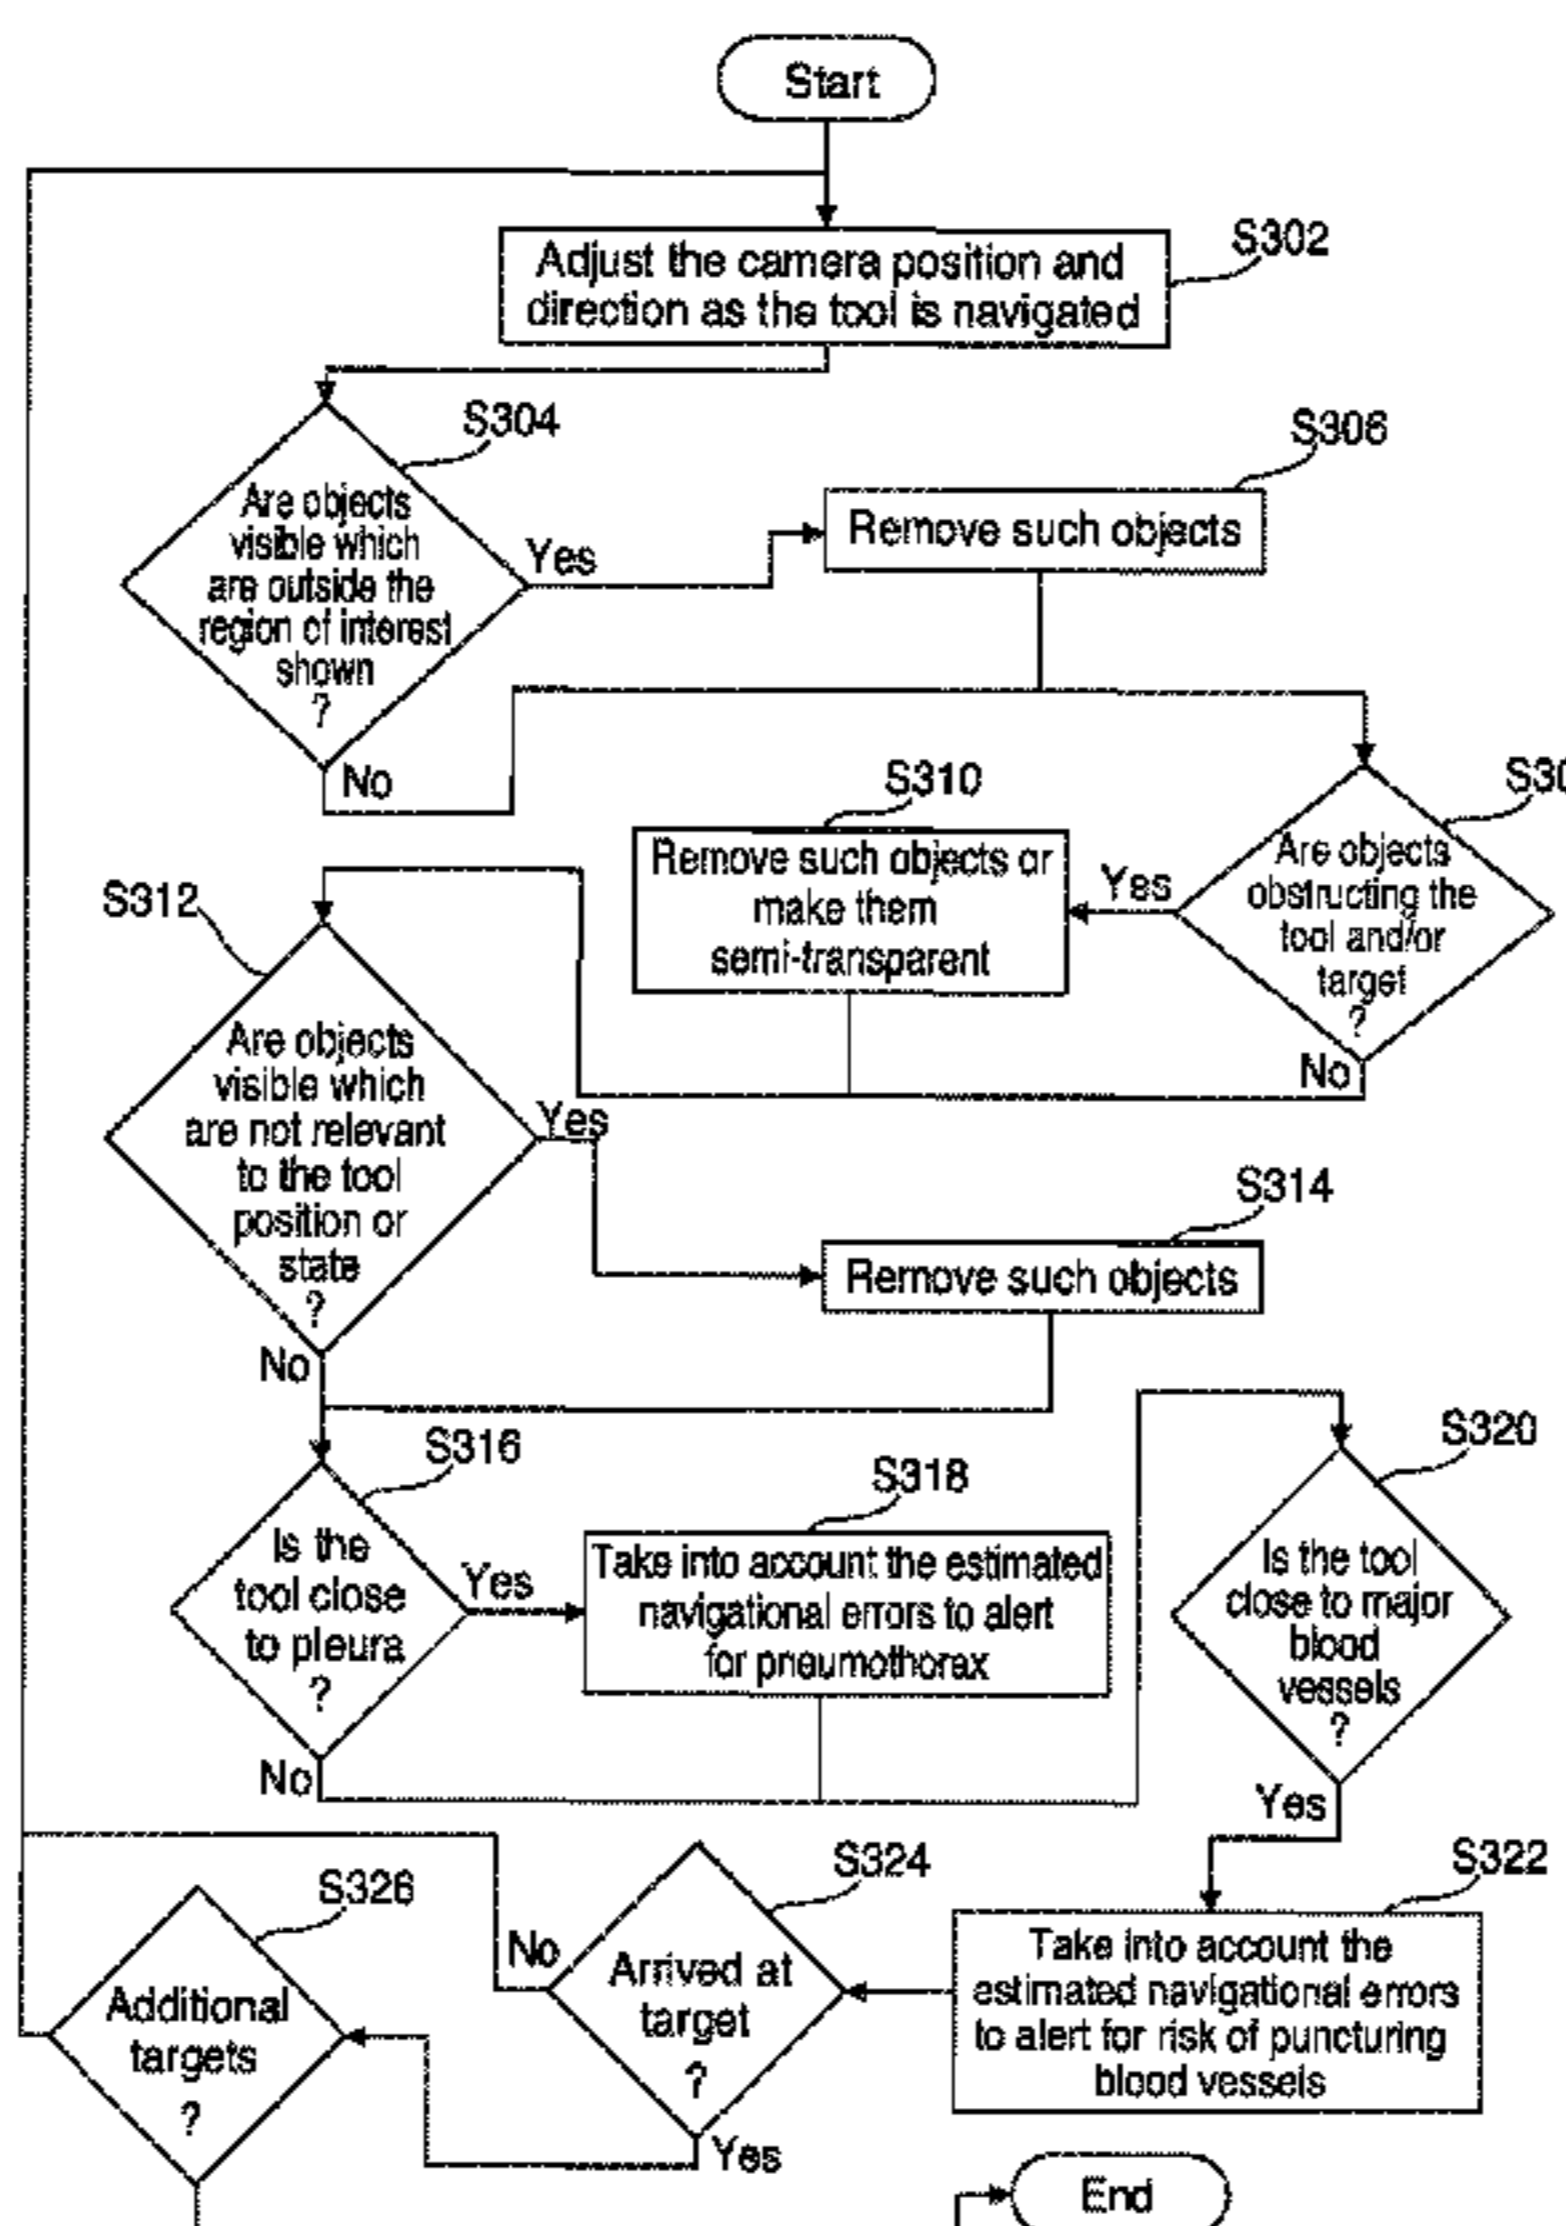 Start
Adjust the camera position and
direction as the tool is navigated
S302
S304
Are objects
visible which
are outside the
region of interest
shown
?
Yes
No
S306
Remove such objects
Are objects
obstructing the
tool and/or
target
?
Yes
No
S310
Remove such objects or
make them
semi-transparent
S312
Are objects
visible which
are not relevant
to the tool
position or
state
?
Yes
No
S314
Remove such objects
S316
Is the
tool close
to pleura
?
Yes
No
S318
Take into account the estimated
navigational errors to alert
for pneumothorax
S320
Is the tool
close to major
blood
vessels
?
Yes
S322
Take into account the
estimated navigational errors
to alert for risk of puncturing
blood vessels
S324
Arrived at
target
?
No
Yes
S326
Additional
targets
?
End